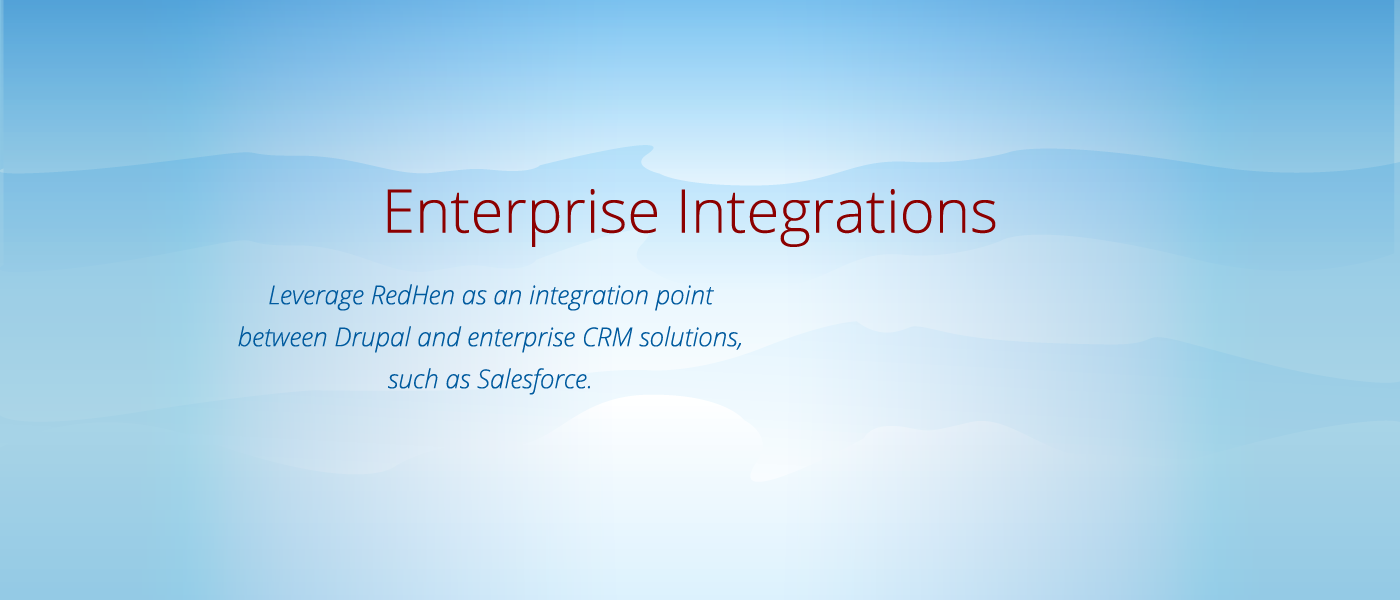 Enterprise Integrations
Leverage RedHen as an integration point
between Drupal and enterprise CRM solutions,
such as Salesforce.